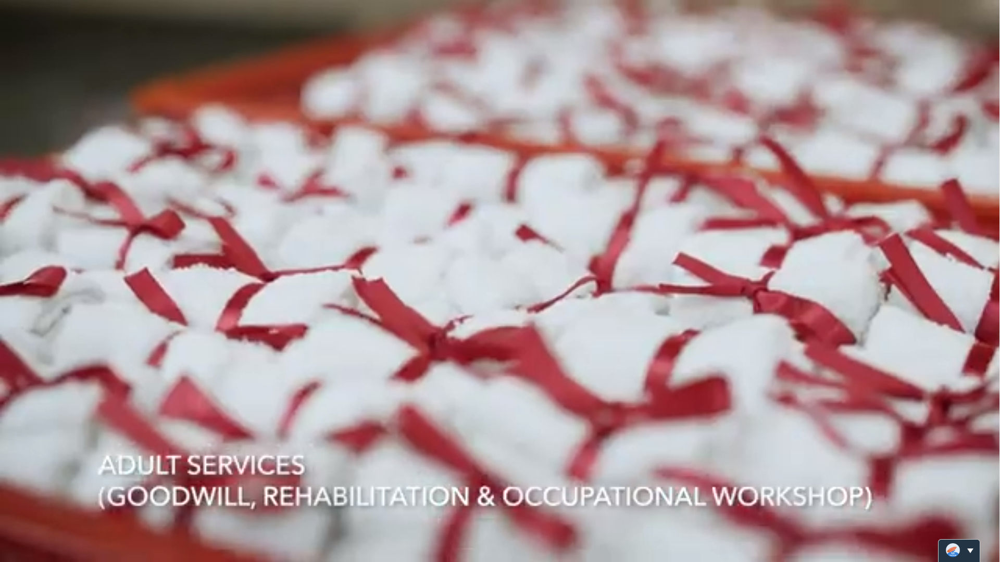 ADULT SERVICES
(GOODWILL, REHABILITATION & OCCUPATIONAL WORKSHOP)